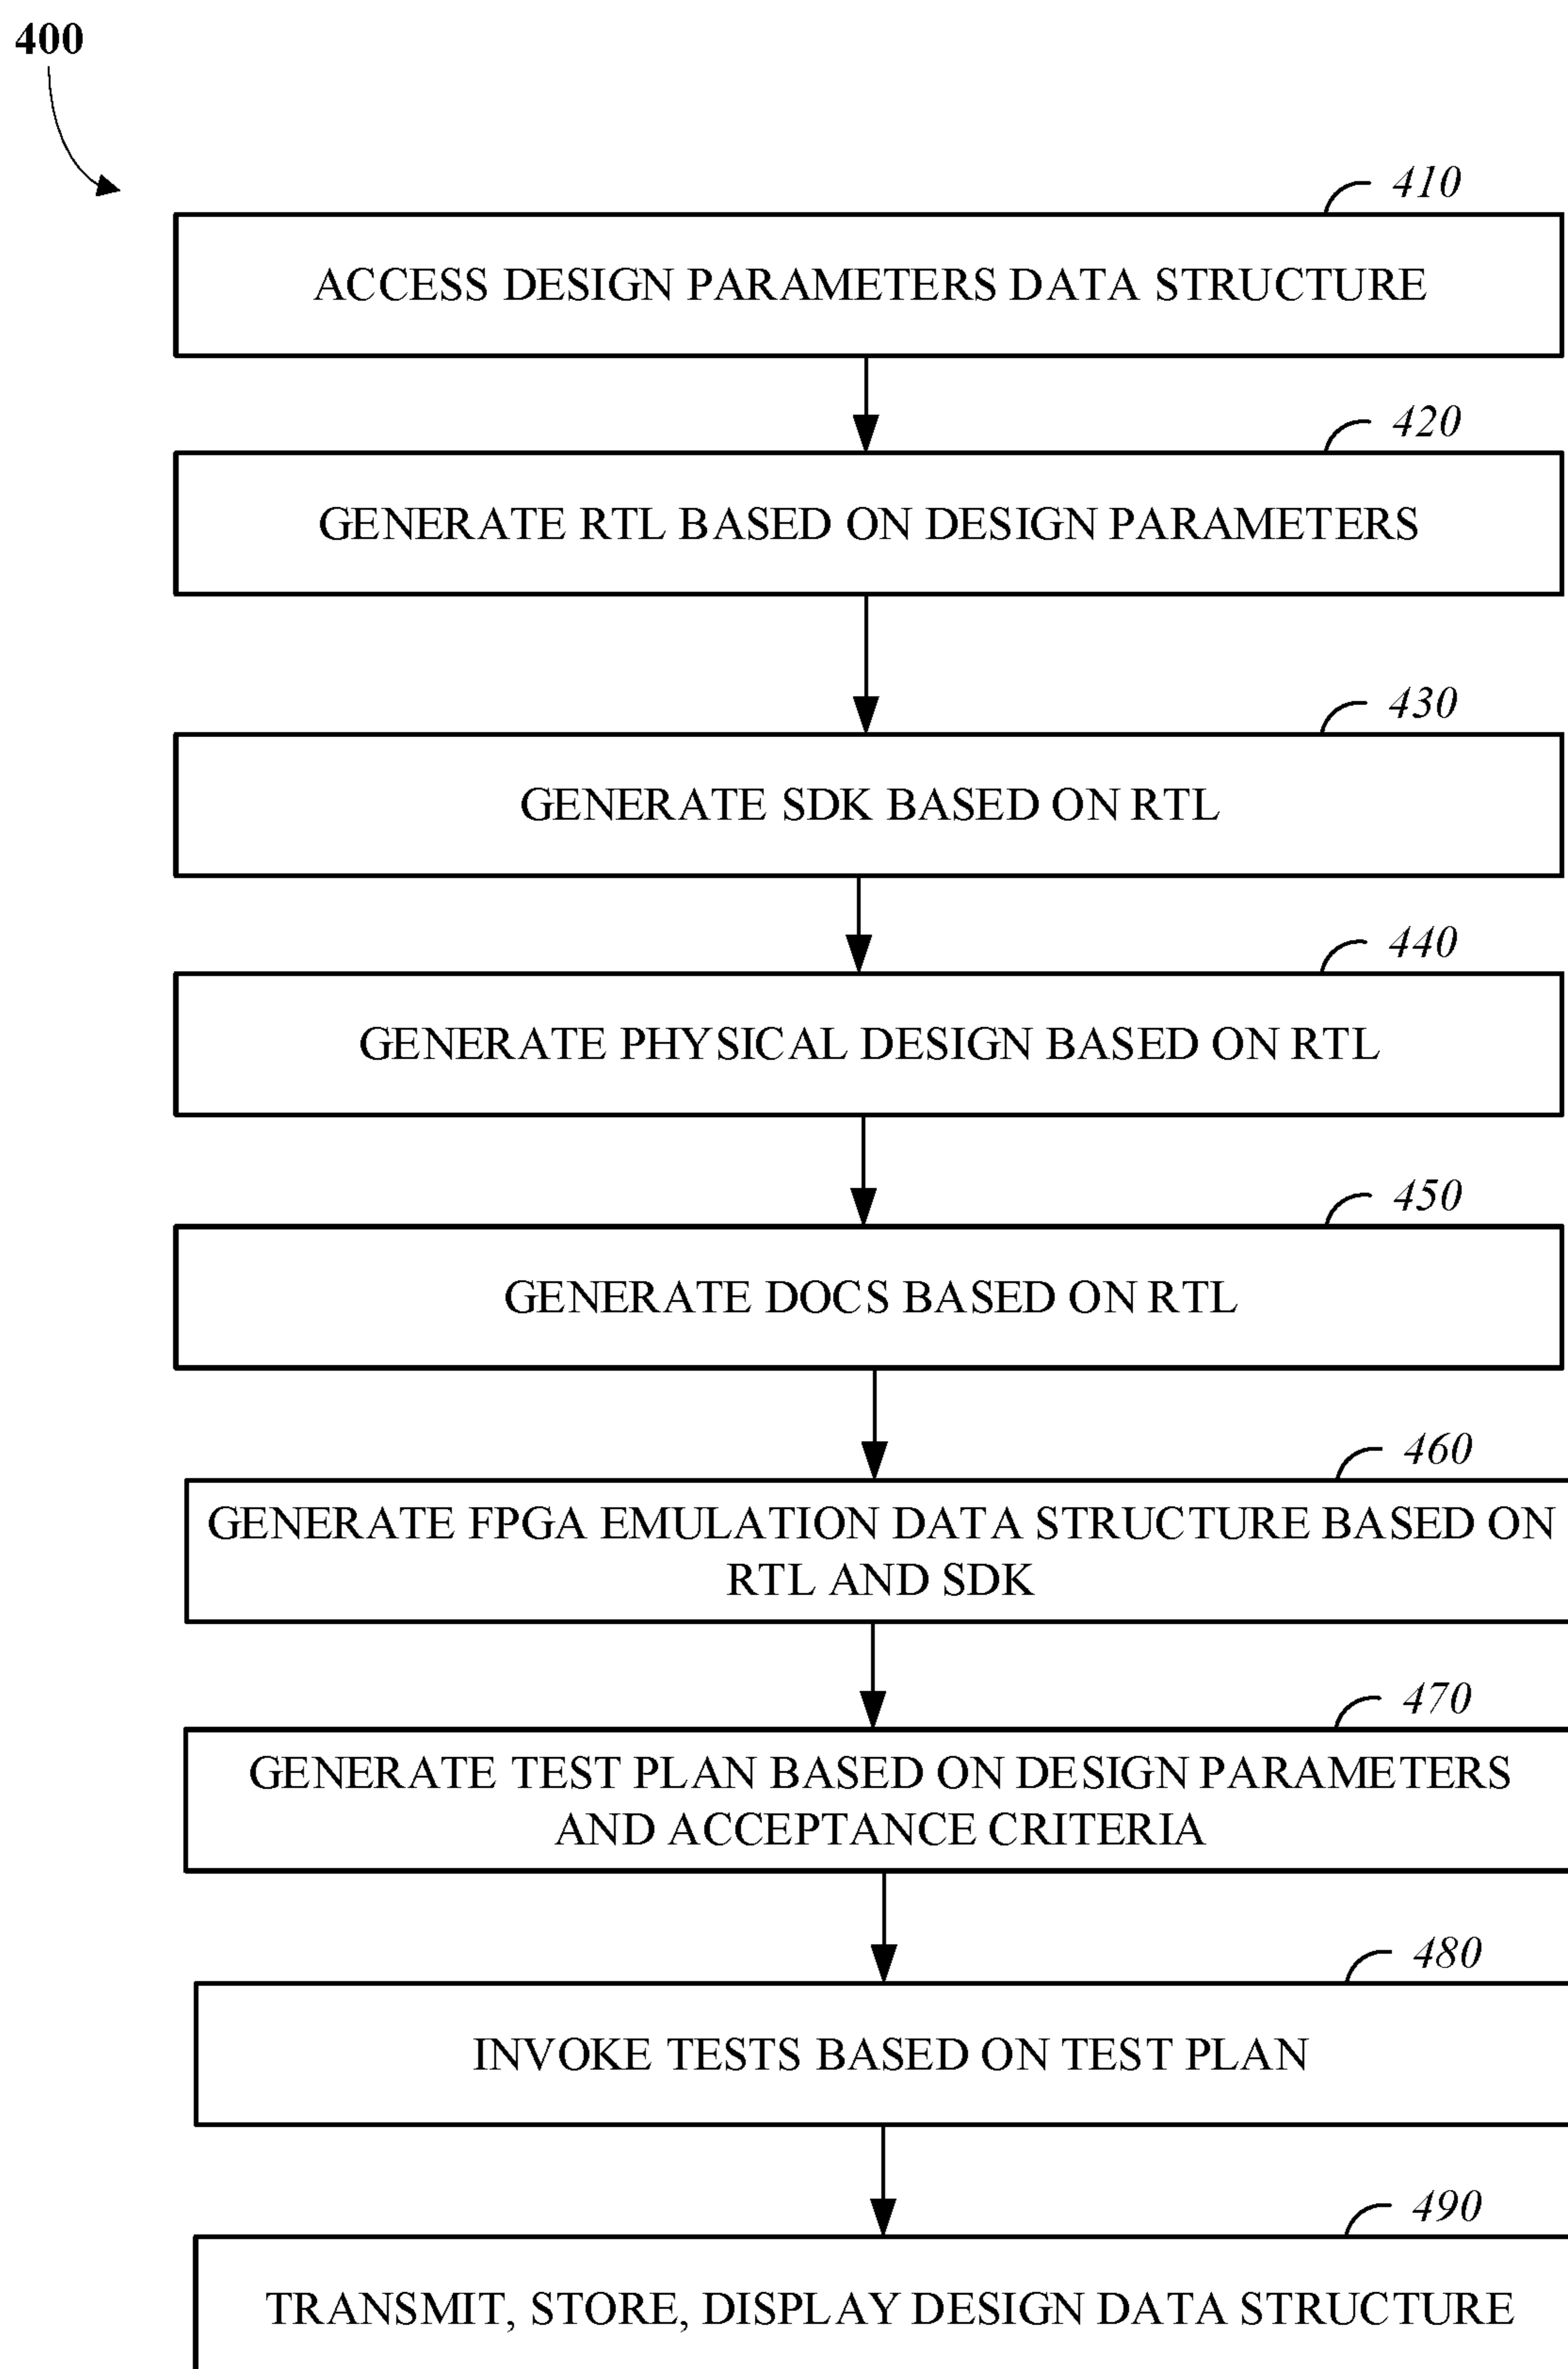 400
410
ACCESS DESIGN PARAMETERS DATA STRUCTURE
420
GENERATE RTL BASED ON DESIGN PARAMETERS
430
GENERATE SDK BASED ON RTL
440
GENERATE PHYSICAL DESIGN BASED ON RTL
450
GENERATE DOCS BASED ON RTL
460
GENERATE FPGA EMULATION DATA STRUCTURE BASED ON
RTL AND SDK
470
GENERATE TEST PLAN BASED ON DESIGN PARAMETERS
AND ACCEPTANCE CRITERIA
480
INVOKE TESTS BASED ON TEST PLAN
490
TRANSMIT, STORE, DISPLAY DESIGN DATA STRUCTURE